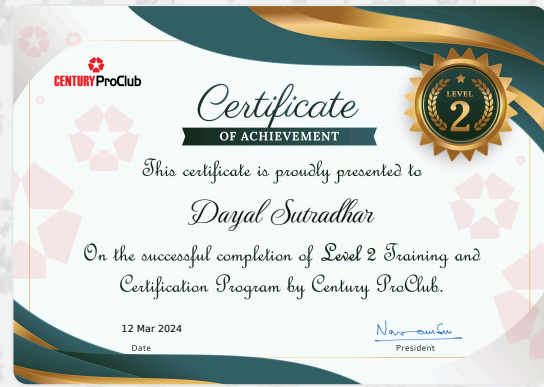 CENTURY ProClub
LEVEL
2
Certificate
OF ACHIEVEMENT
This certificate is proudly presented to
Dayal Sutradhar
On the successful completion of Level 2 Training and
Certification Program by Century ProClub.
12 Mar 2024
Date
President